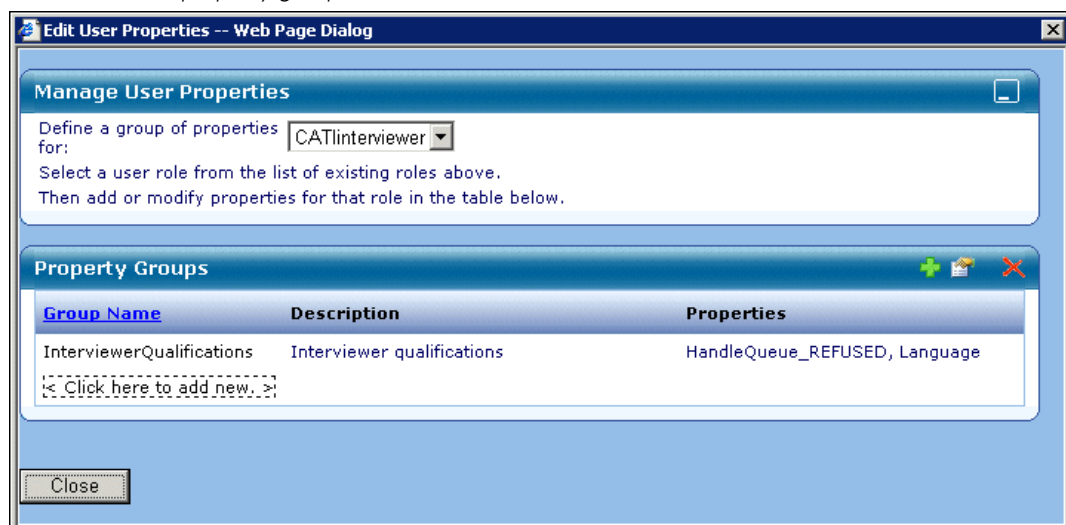 Edit User Properties -- Web Page Dialog
Manage User Properties
Define a group of properties for:
CATIinterviewer
Select a user role from the list of existing roles above.
Then add or modify properties for that role in the table below.
Property Groups
Group Name Description Properties
InterviewerQualifications Interviewer qualifications HandleQueue_REFUSED, Language
< Click here to add new. >
Close